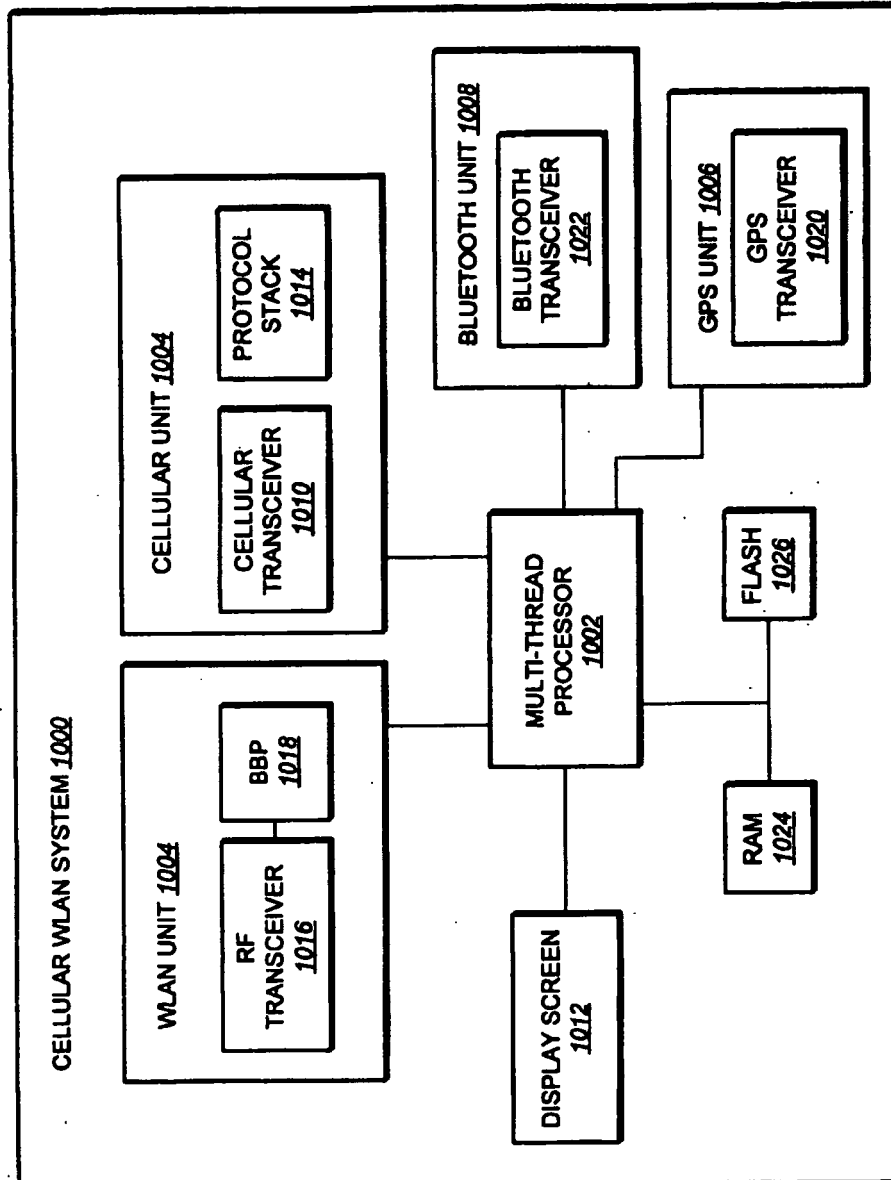 CELLULAR WLAN SYSTEM 1000
WLAN UNIT 1004
RF
TRANSCEIVER
1016
BBP
1018
CELLULAR UNIT 1004
CELLULAR
TRANSCEIVER
1010
PROTOCOL
STACK
1014
DISPLAY SCREEN
1012
MULTI-THREAD
PROCESSOR
1002
BLUETOOTH UNIT 1008
BLUETOOTH
TRANSCEIVER
1022
RAM
1024
FLASH
1026
GPS UNIT 1006
GPS
TRANSCEIVER
1020